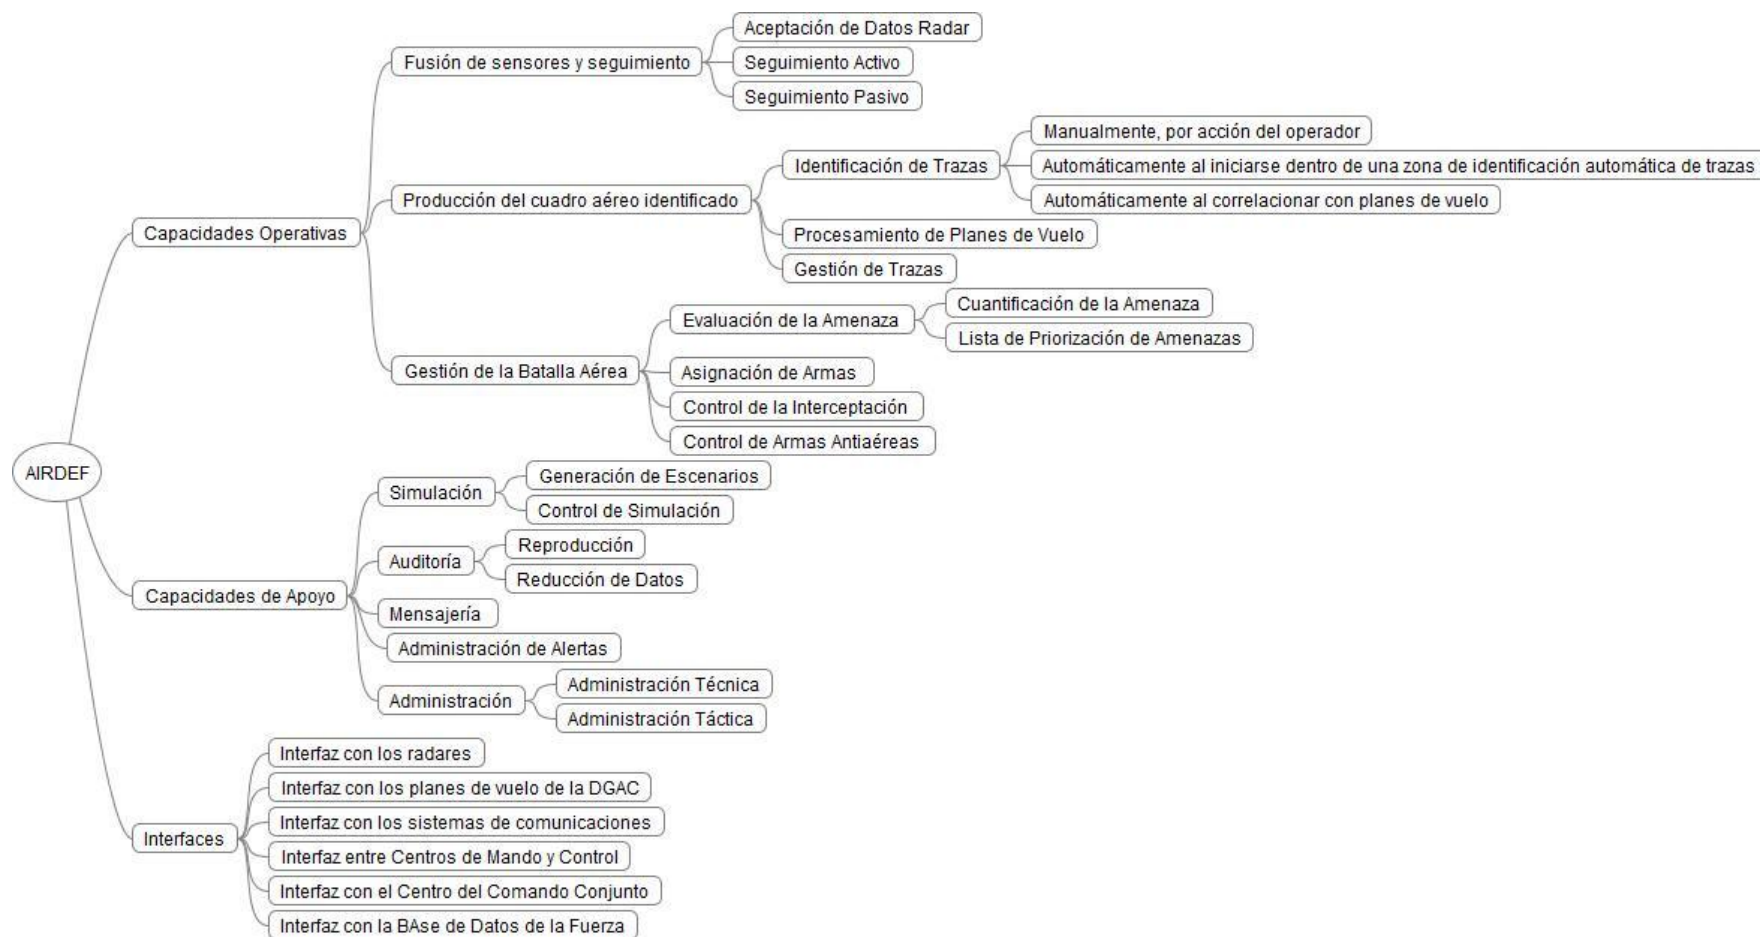 AIRDEF
Capacidades Operativas
Fusión de sensores y seguimiento
Aceptación de Datos Radar
Seguimiento Activo
Seguimiento Pasivo
Producción del cuadro aéreo identificado
Identificación de Trazas
Manualmente, por acción del operador
Automáticamente al iniciarse dentro de una zona de identificación automática de trazas
Automáticamente al correlacionar con planes de vuelo
Procesamiento de Planes de Vuelo
Gestión de Trazas
Gestión de la Batalla Aérea
Evaluación de la Amenaza
Cuantificación de la Amenaza
Lista de Priorización de Amenazas
Asignación de Armas
Control de la Interceptación
Control de Armas Antiaéreas
Capacidades de Apoyo
Simulación
Generación de Escenarios
Control de Simulación
Auditoría
Reproducción
Reducción de Datos
Mensajería
Administración de Alertas
Administración
Administración Técnica
Administración Táctica
Interfaces
Interfaz con los radares
Interfaz con los planes de vuelo de la DGAC
Interfaz con los sistemas de comunicaciones
Interfaz entre Centros de Mando y Control
Interfaz con el Centro del Comando Conjunto
Interfaz con la BAse de Datos de la Fuerza